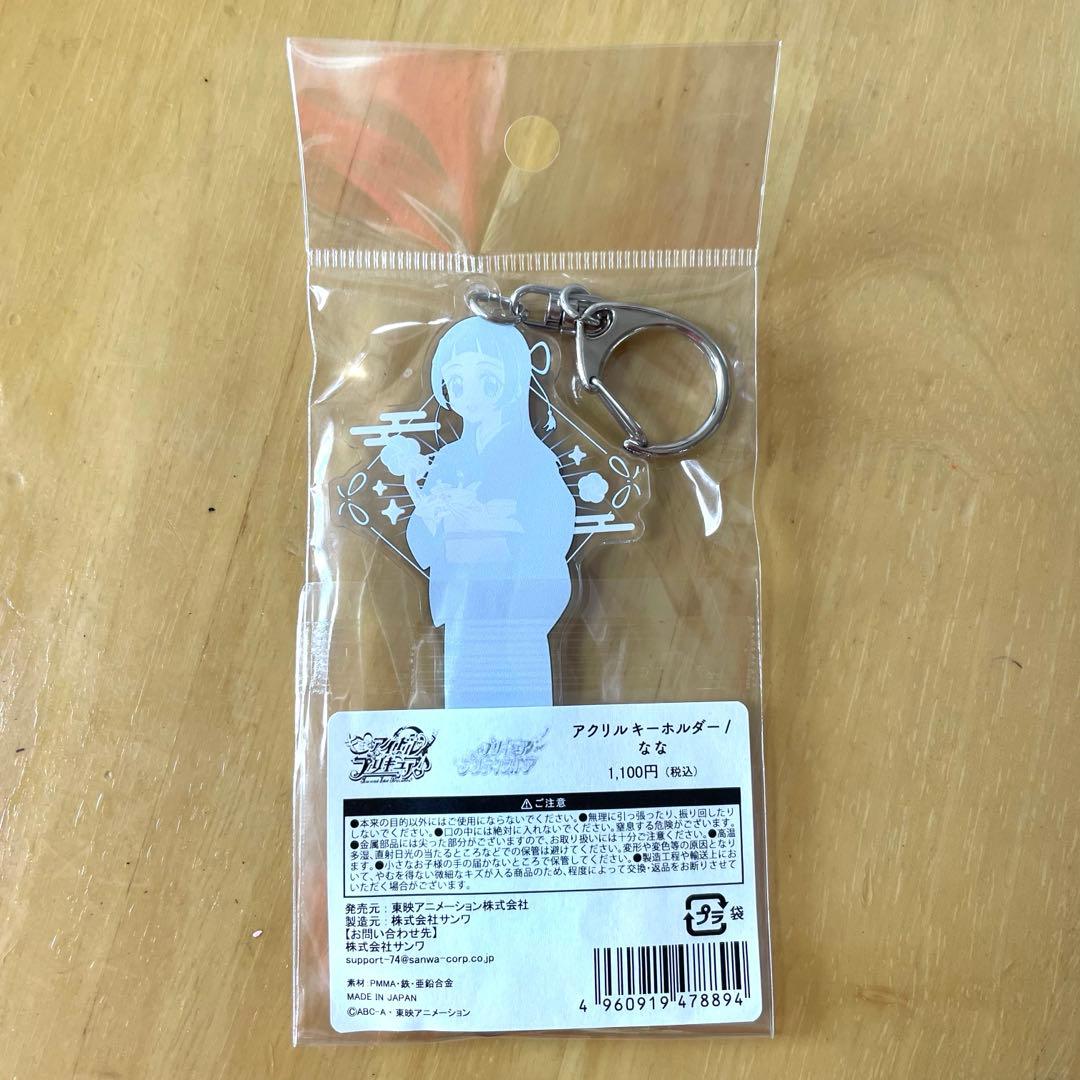 アイドル
プリキュア♪
プリキュア
プリティストア
アクリルキーホルダー/
なな
1,100円（税込）
⚠ご注意
●本来の目的以外にはご使用にならないでください。●無理に引っ張ったり、振り回したり
しないでください。●口の中には絶対に入れないでください。窒息する危険がございます。
●金属部品には尖った部分がございますので、お取り扱いには十分ご注意ください。●高温
多湿、直射日光の当たるところなどでの保管は避けてください。変形や変色等の原因となり
ます。●小さなお子様の手の届かないところで保管してください。●製造工程や輸送上にお
いて、やむを得ない微細なキズが入る商品のため、程度によって交換・返品をお断りさせて
いただく場合がございます。
発売元：東映アニメーション株式会社
製造元：株式会社サンワ
【お問い合わせ先】
株式会社サンワ
support-74@sanwa-corp.co.jp
プラ 袋
素材：PMMA・鉄・亜鉛合金
MADE IN JAPAN
©ABC-A・東映アニメーション
4 960919 478894